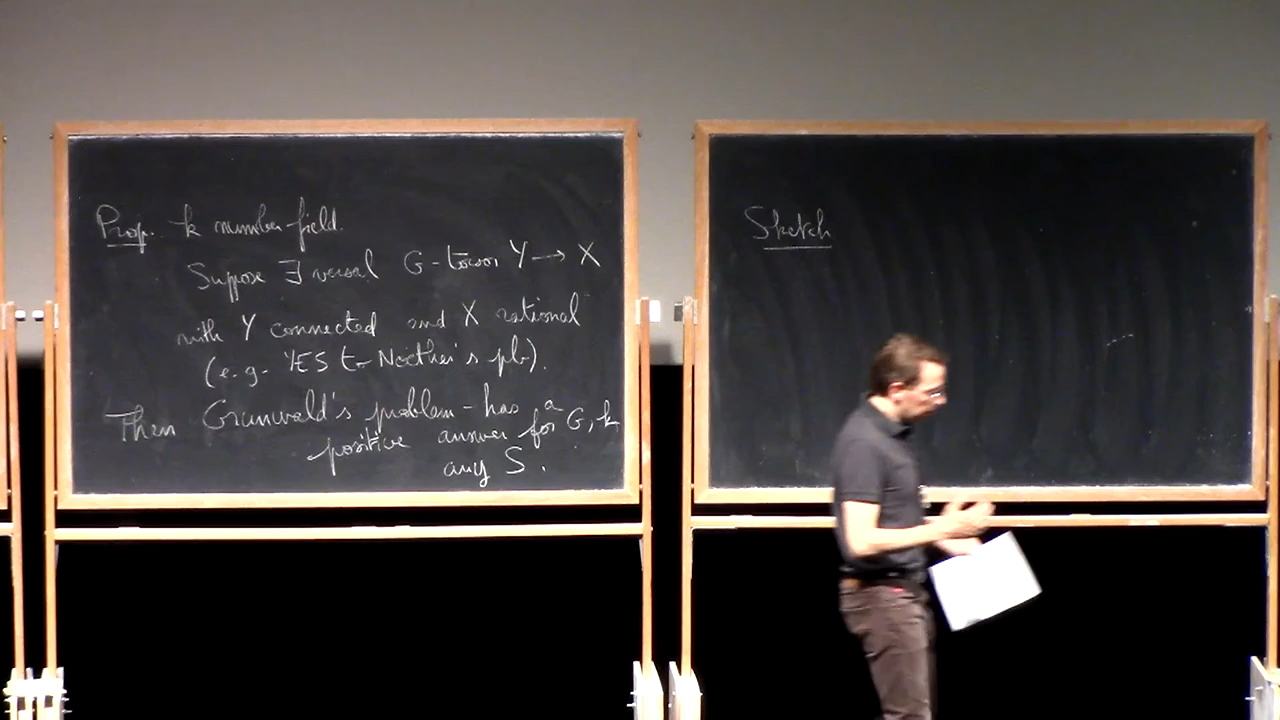 Prop. k number field.
Suppose ∃ versal G-torsor Y → X
with Y connected and X rational
(e.g. YES to Noether's pb).
Then Grunwald's problem has a
positive answer for G, k
any S.
Sketch